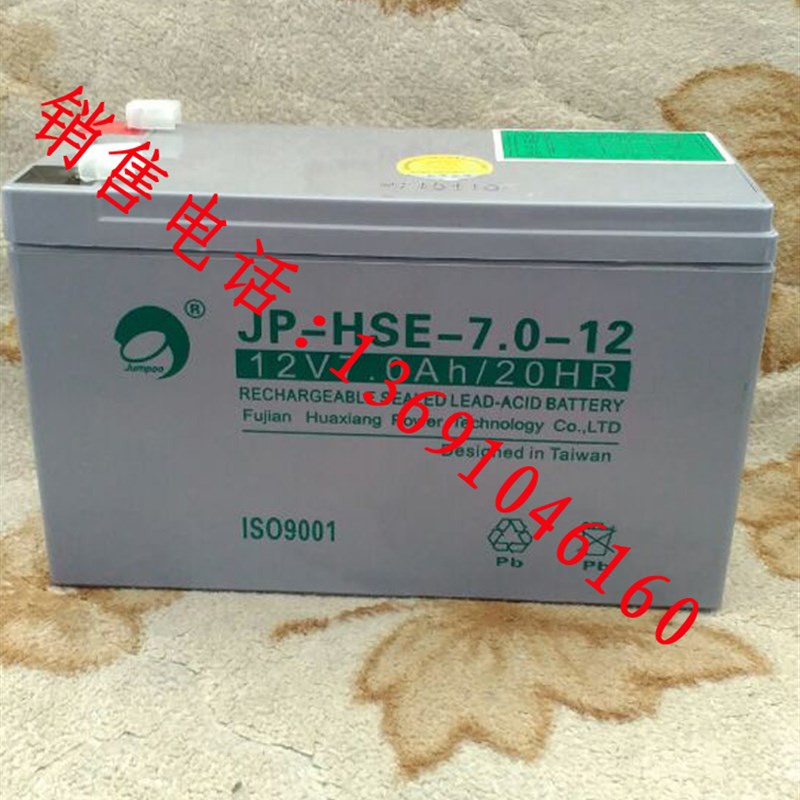 销售电话:13691046160
®
Jumpoo
JP-HSE-7.0-12
12V7.0Ah/20HR
RECHARGEABLE SEALED LEAD-ACID BATTERY
Fujian Huaxiang Power Technology Co.,LTD
Designed in Taiwan
ISO9001
Pb
Pb